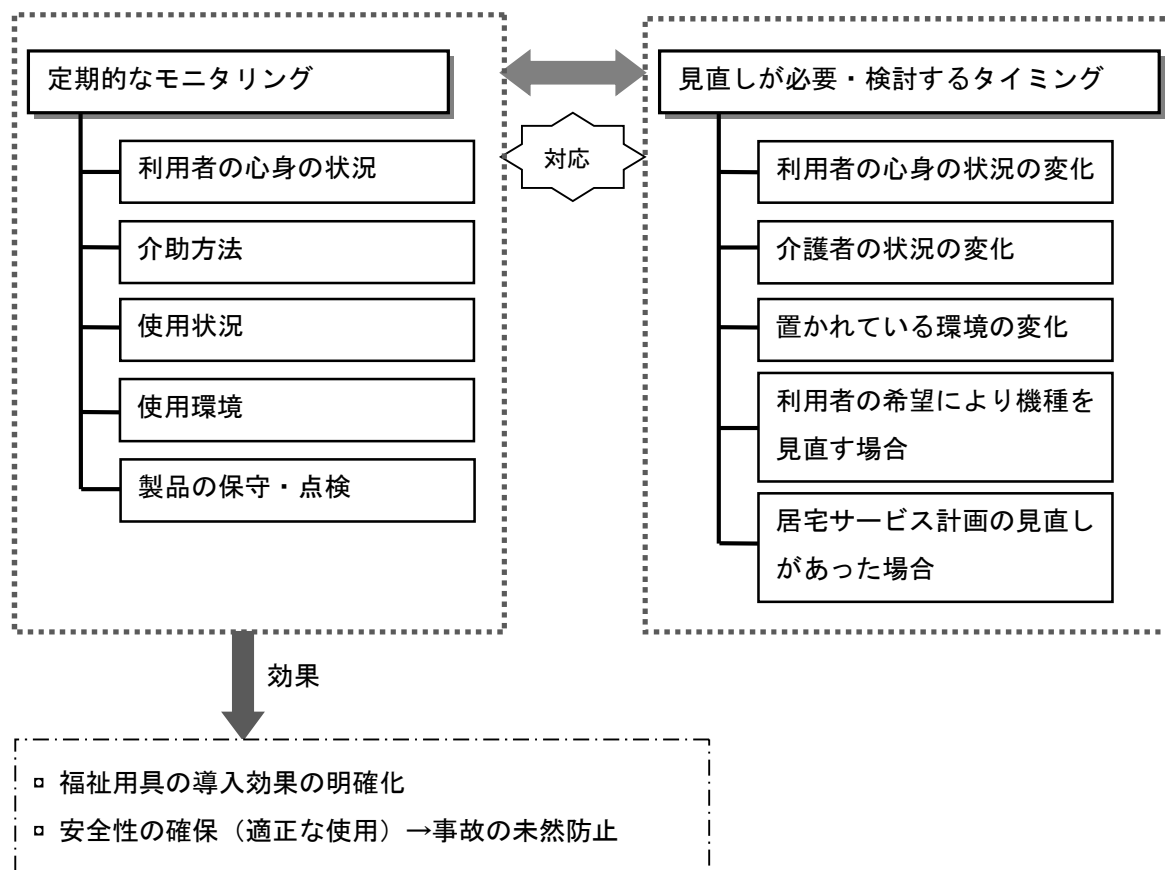 定期的なモニタリング
利用者の心身の状況
介助方法
使用状況
使用環境
製品の保守・点検
対応
見直しが必要・検討するタイミング
利用者の心身の状況の変化
介護者の状況の変化
置かれている環境の変化
利用者の希望により機種を
見直す場合
居宅サービス計画の見直し
があった場合
効果
¤ 福祉用具の導入効果の明確化
¤ 安全性の確保（適正な使用）→事故の未然防止